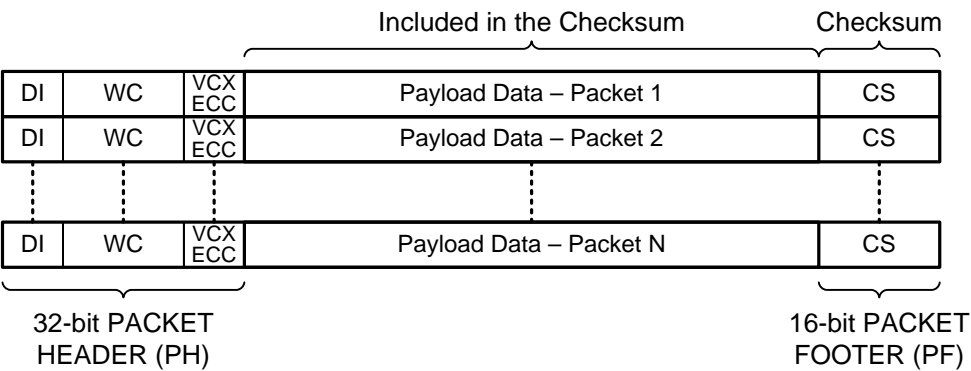 Included in the Checksum Checksum
DI WC VCX ECC Payload Data – Packet 1 CS
DI WC VCX ECC Payload Data – Packet 2 CS
DI WC VCX ECC Payload Data – Packet N CS
32-bit PACKET 16-bit PACKET
HEADER (PH) FOOTER (PF)